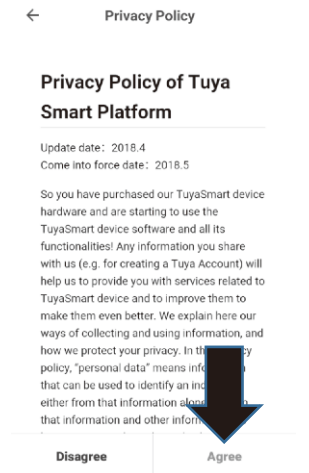 Privacy Policy
Privacy Policy of Tuya
Smart Platform
Update date: 2018.4
Come into force date: 2018.5
So you have purchased our TuyaSmart device
hardware and are starting to use the
TuyaSmart device software and all its
functionalities! Any information you share
with us (e.g. for creating a Tuya Account) will
help us to provide you with services related to
TuyaSmart device and to improve them to
make them even better. We explain here our
ways of collecting and using information, and
how we protect your privacy. In
policy, “personal data” means
that can be used to identify an
either from that information
that information and other
Disagree
Agree